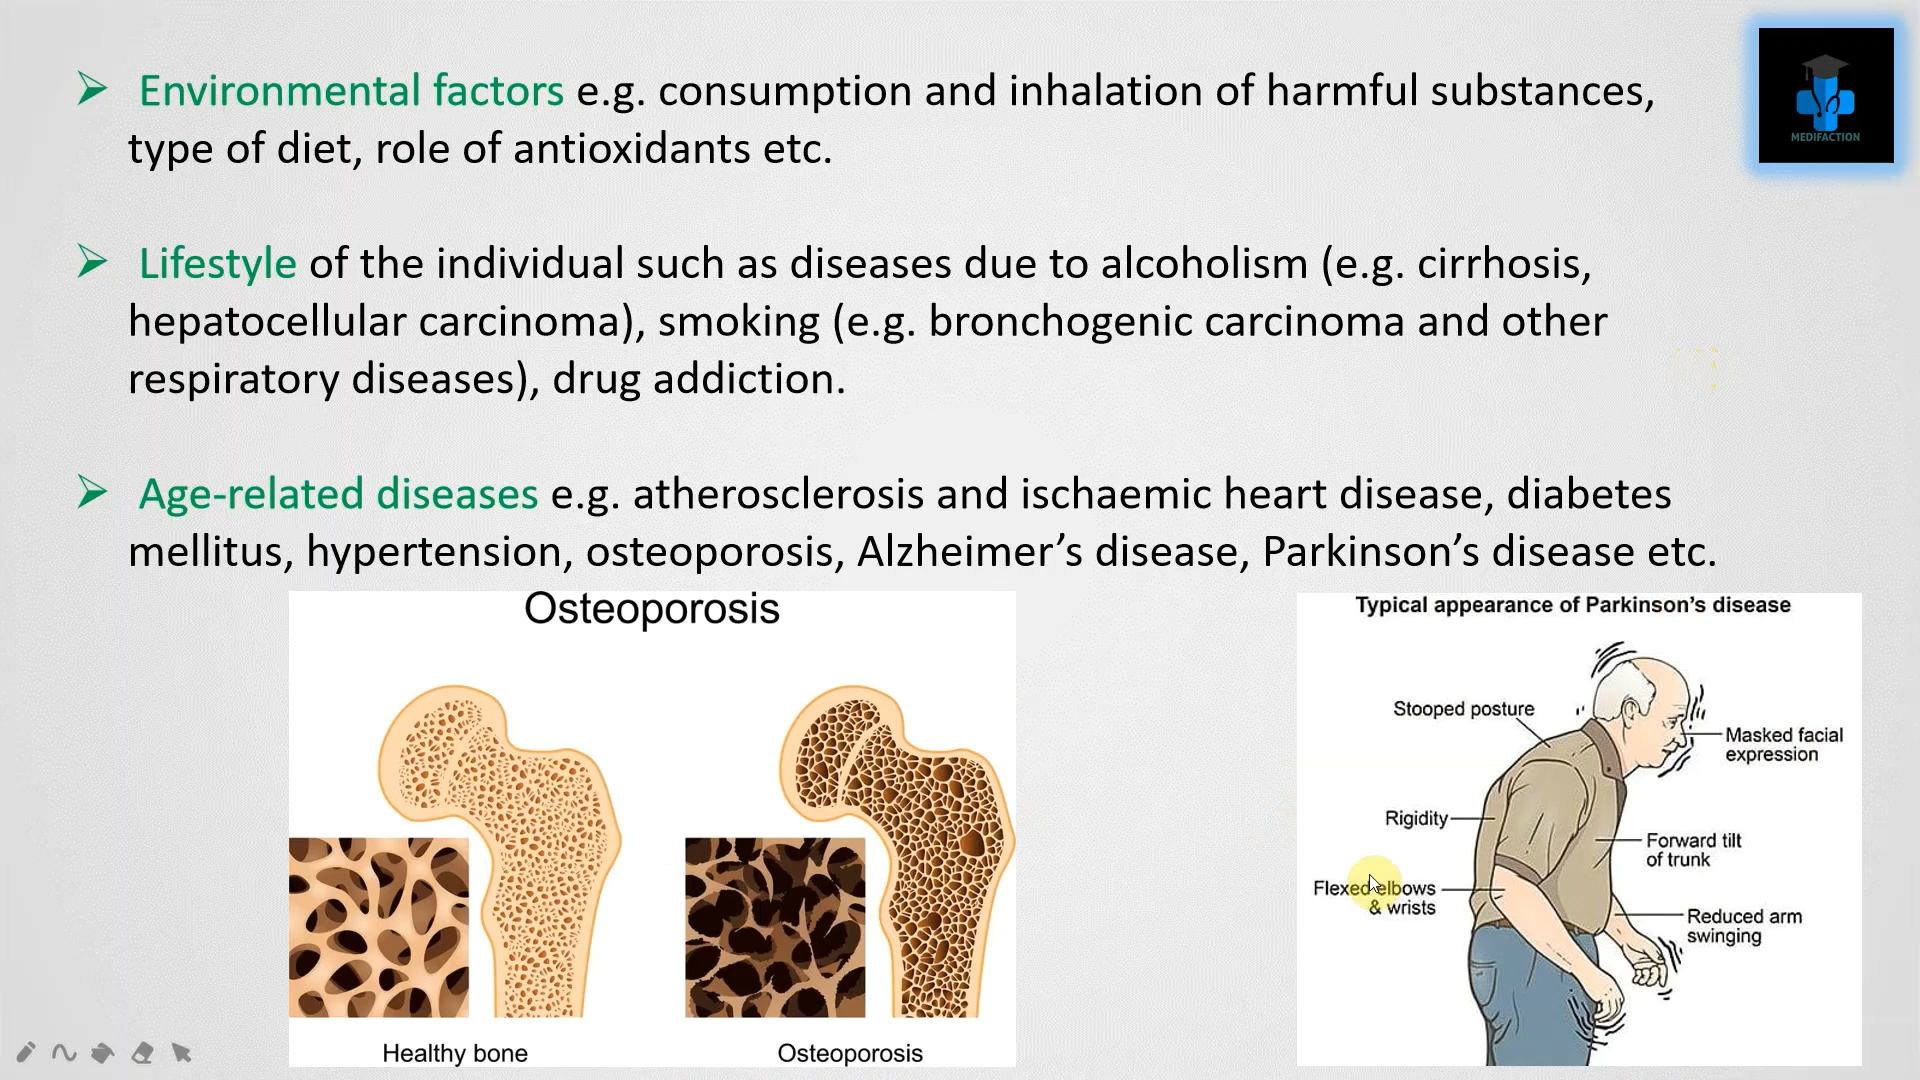 ➢ Environmental factors e.g. consumption and inhalation of harmful substances,
type of diet, role of antioxidants etc.
➢ Lifestyle of the individual such as diseases due to alcoholism (e.g. cirrhosis,
hepatocellular carcinoma), smoking (e.g. bronchogenic carcinoma and other
respiratory diseases), drug addiction.
➢ Age-related diseases e.g. atherosclerosis and ischaemic heart disease, diabetes
mellitus, hypertension, osteoporosis, Alzheimer’s disease, Parkinson’s disease etc.
MEDIFACTION
Osteoporosis
Healthy bone
Osteoporosis
Typical appearance of Parkinson’s disease
Stooped posture
Masked facial
expression
Rigidity
Forward tilt
of trunk
Flexed elbows
& wrists
Reduced arm
swinging